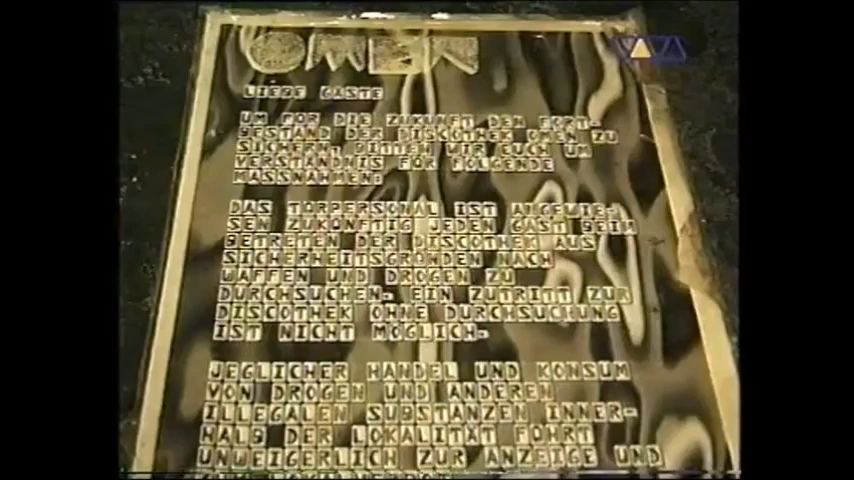 OMEN
VIVA
LIEBE GÄSTE
UM FÜR DIE ZUKUNFT DEN FORT-
BESTAND DER DISCOTHEK OMEN ZU
SICHERN, BITTEN WIR EUCH UM
VERSTÄNDNIS FÜR FOLGENDE
MASSNAHMEN:
DAS TÜRPERSONAL IST ANGEWIE-
SEN ZUKÜNFTIG JEDEN GAST BEIM
BETRETEN DER DISCOTHEK AUS
SICHERHEITSGRÜNDEN NACH
WAFFEN UND DROGEN ZU
DURCHSUCHEN. EIN ZUTRITT ZUR
DISCOTHEK OHNE DURCHSUCHUNG
IST NICHT MÖGLICH.
JEGLICHER HANDEL UND KONSUM
VON DROGEN UND ANDEREN
ILLEGALEN SUBSTANZEN INNER-
HALB DER LOKALITÄT FÜHRT
UNWEIGERLICH ZUR ANZEIGE UND